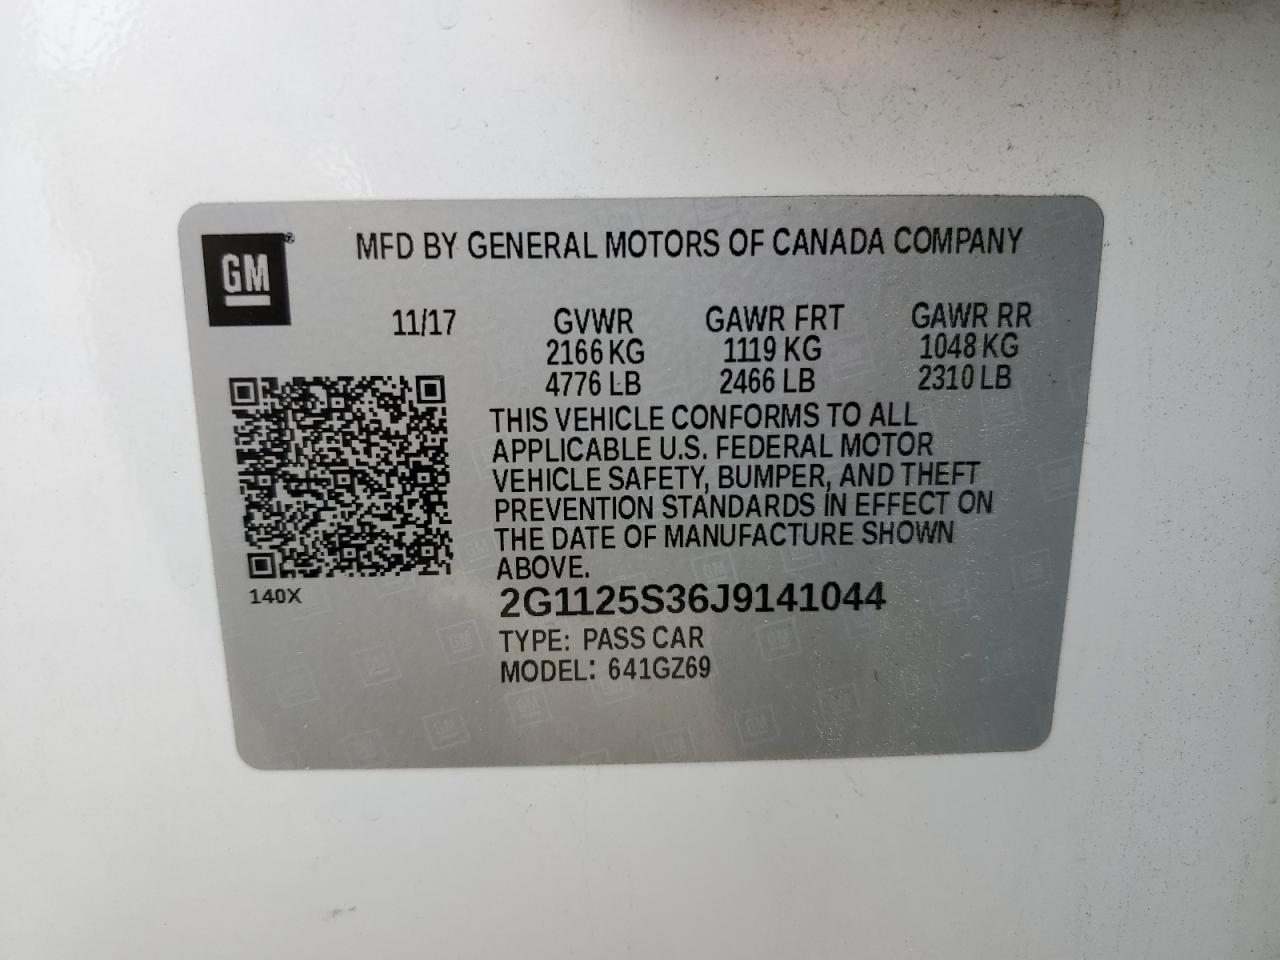 GM®
MFD BY GENERAL MOTORS OF CANADA COMPANY
11/17 GVWR GAWR FRT GAWR RR
2166 KG 1119 KG 1048 KG
4776 LB 2466 LB 2310 LB
THIS VEHICLE CONFORMS TO ALL
APPLICABLE U.S. FEDERAL MOTOR
VEHICLE SAFETY, BUMPER, AND THEFT
PREVENTION STANDARDS IN EFFECT ON
THE DATE OF MANUFACTURE SHOWN
ABOVE.
140X
2G1125S36J9141044
TYPE: PASS CAR
MODEL: 641GZ69